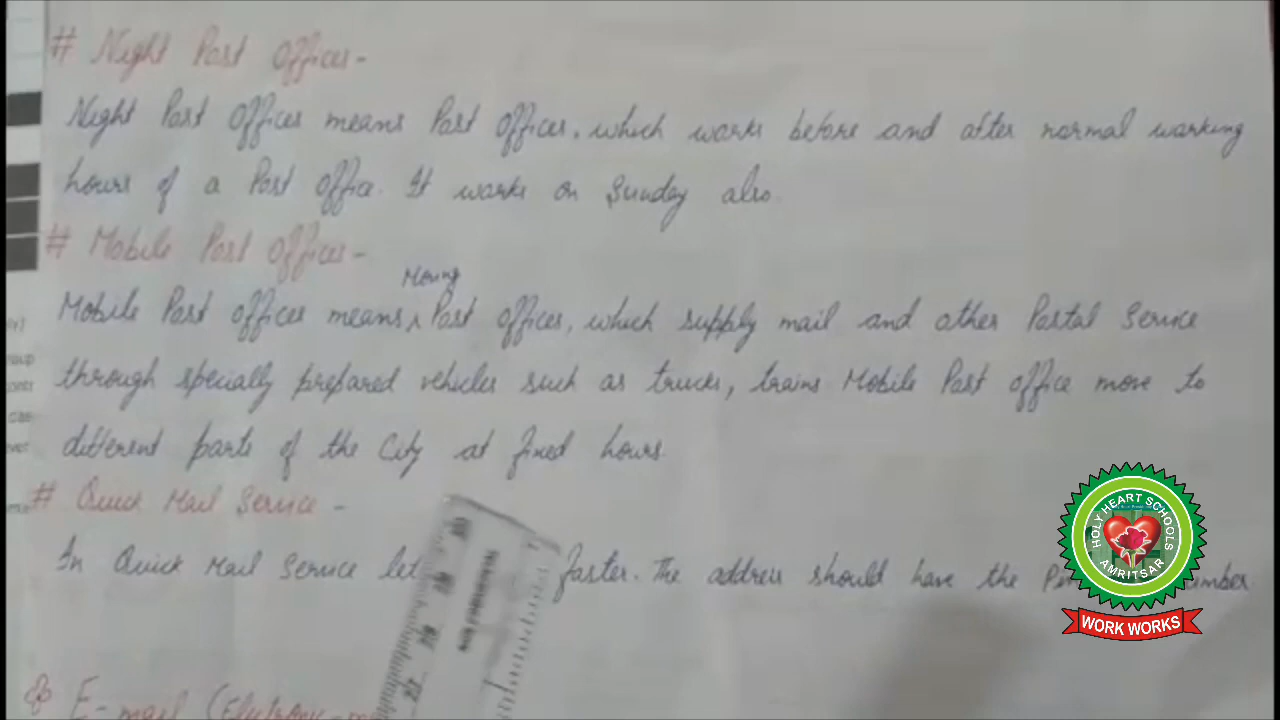 # Night Post Offices-
Night Post Offices means Post Offices, which works before and after normal working
hours of a Post Office. It works on Sunday also.
# Mobile Post Offices-
Moving
Mobile Post offices means ^ Post offices, which supply mail and other Postal Service
through specially prepared vehicles such as trucks, trains Mobile Post office move to
different parts of the City at fixed hours.
# Quick Mail Service -
In Quick Mail Service let faster. The address should have the
E-mail (Electronic-m
HOLY HEART SCHOOLS
AMRITSAR
WORK WORKS